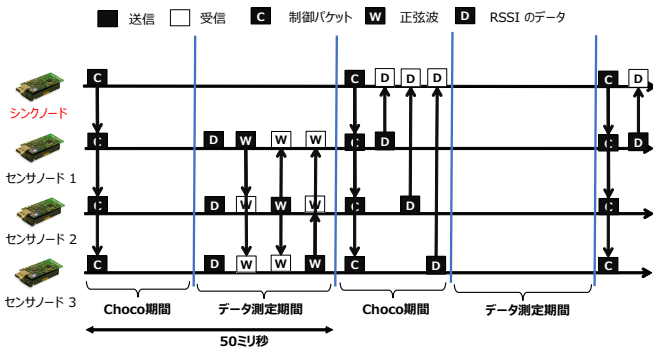 送信 受信 C 制御パケット W 正弦波 D RSSI のデータ
C C D D D C D
シンクノード
C D W W W C D C D
センサノード 1
C D W W W C D C
センサノード 2
C D W W W C D C
センサノード 3
Choco期間 データ測定期間 Choco期間 データ測定期間
50ミリ秒